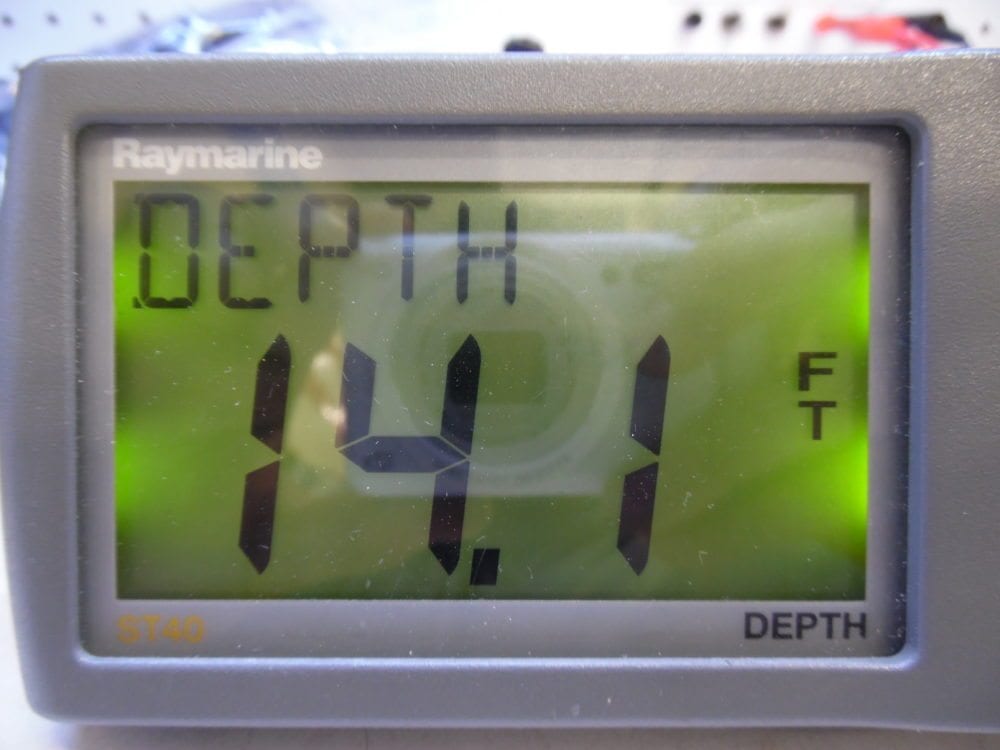 Raymarine
DEPTH
14.1 FT
ST40 DEPTH